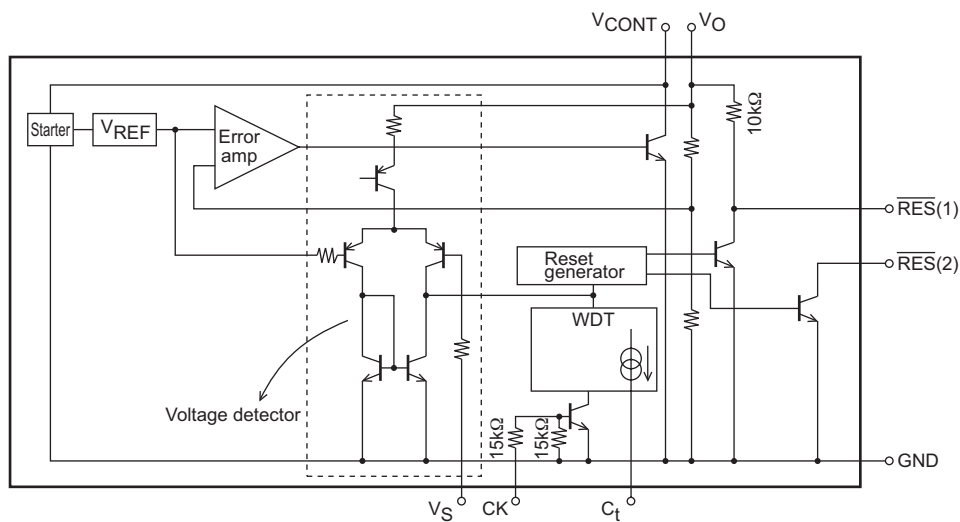 VCONT
VO
Starter
VREF
Error
amp
10kΩ
RES(1)
RES(2)
Reset
generator
WDT
Voltage detector
15kΩ
15kΩ
GND
VS
CK
Ct